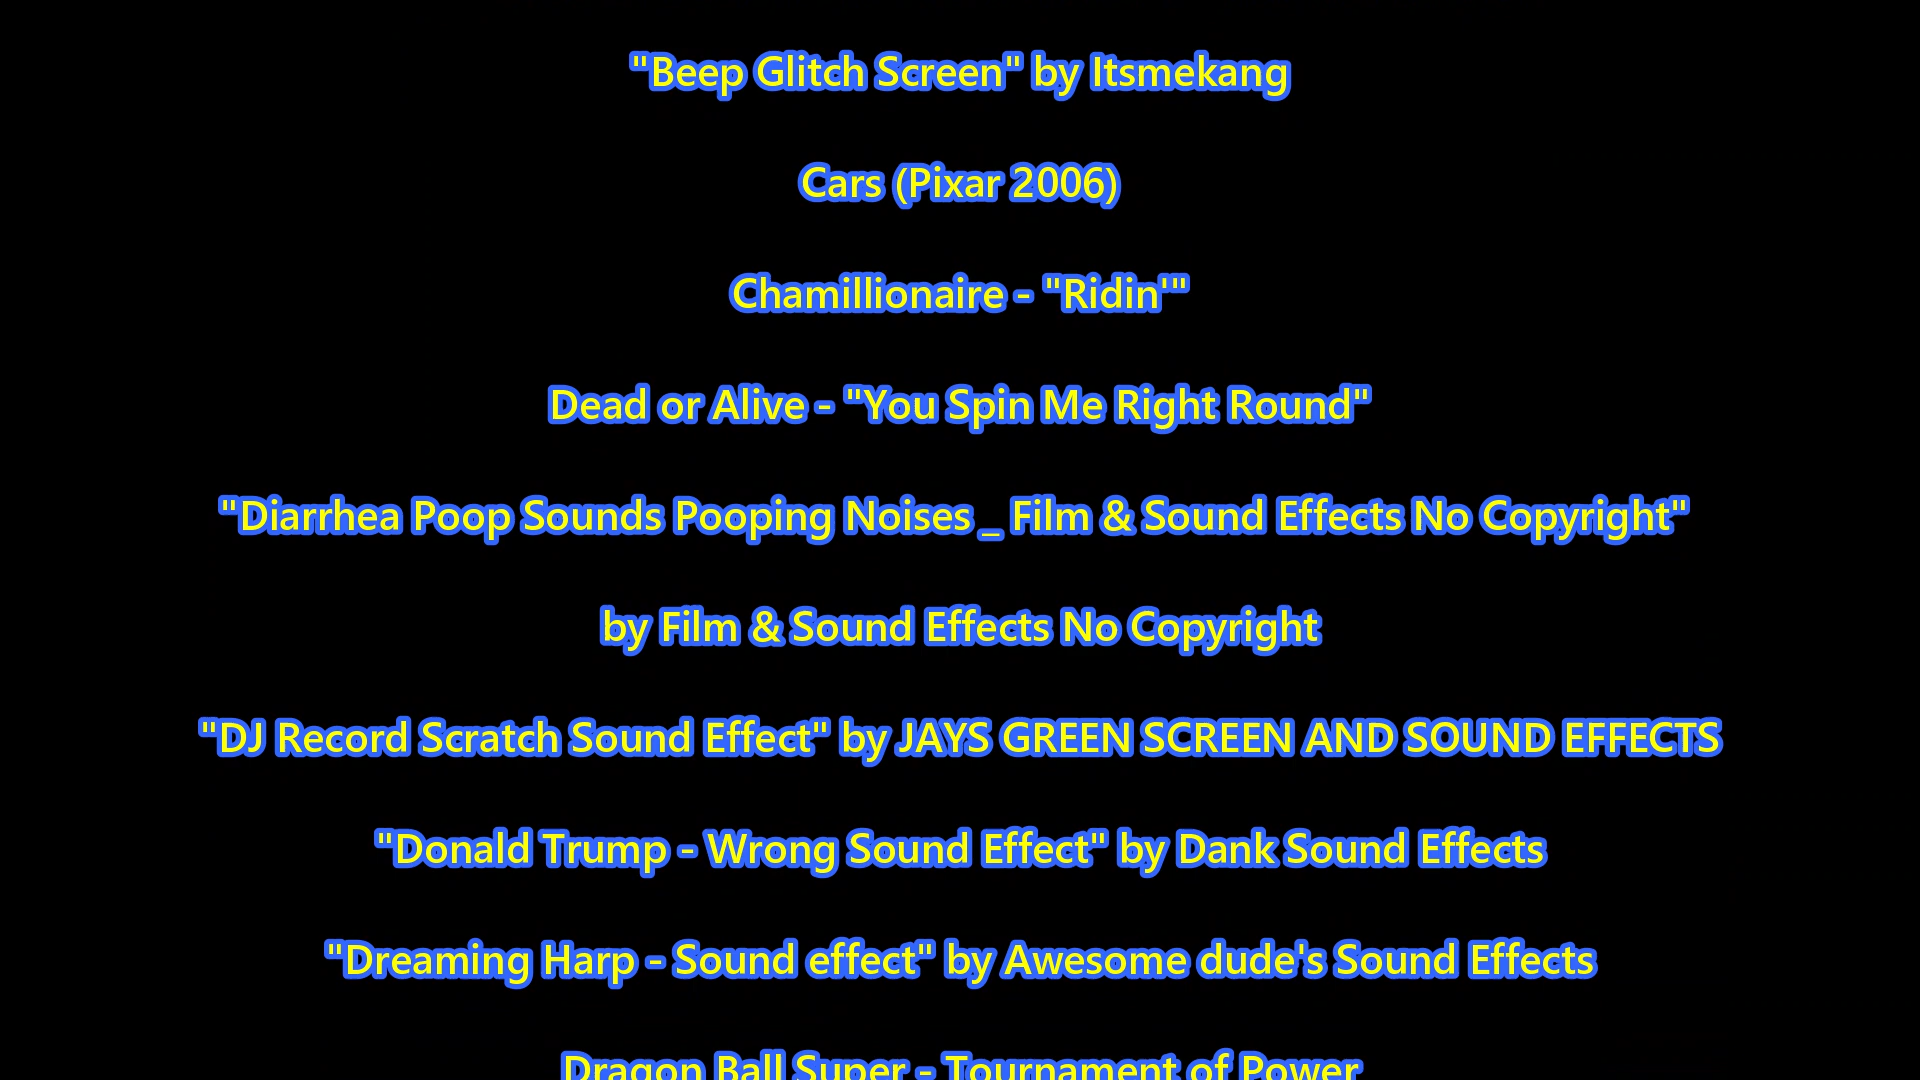 "Beep Glitch Screen" by Itsmekang
Cars (Pixar 2006)
Chamillionaire - "Ridin'"
Dead or Alive - "You Spin Me Right Round"
"Diarrhea Poop Sounds Pooping Noises _ Film & Sound Effects No Copyright"
by Film & Sound Effects No Copyright
"DJ Record Scratch Sound Effect" by JAYS GREEN SCREEN AND SOUND EFFECTS
"Donald Trump - Wrong Sound Effect" by Dank Sound Effects
"Dreaming Harp - Sound effect" by Awesome dude's Sound Effects
Dragon Ball Super - Tournament of Power